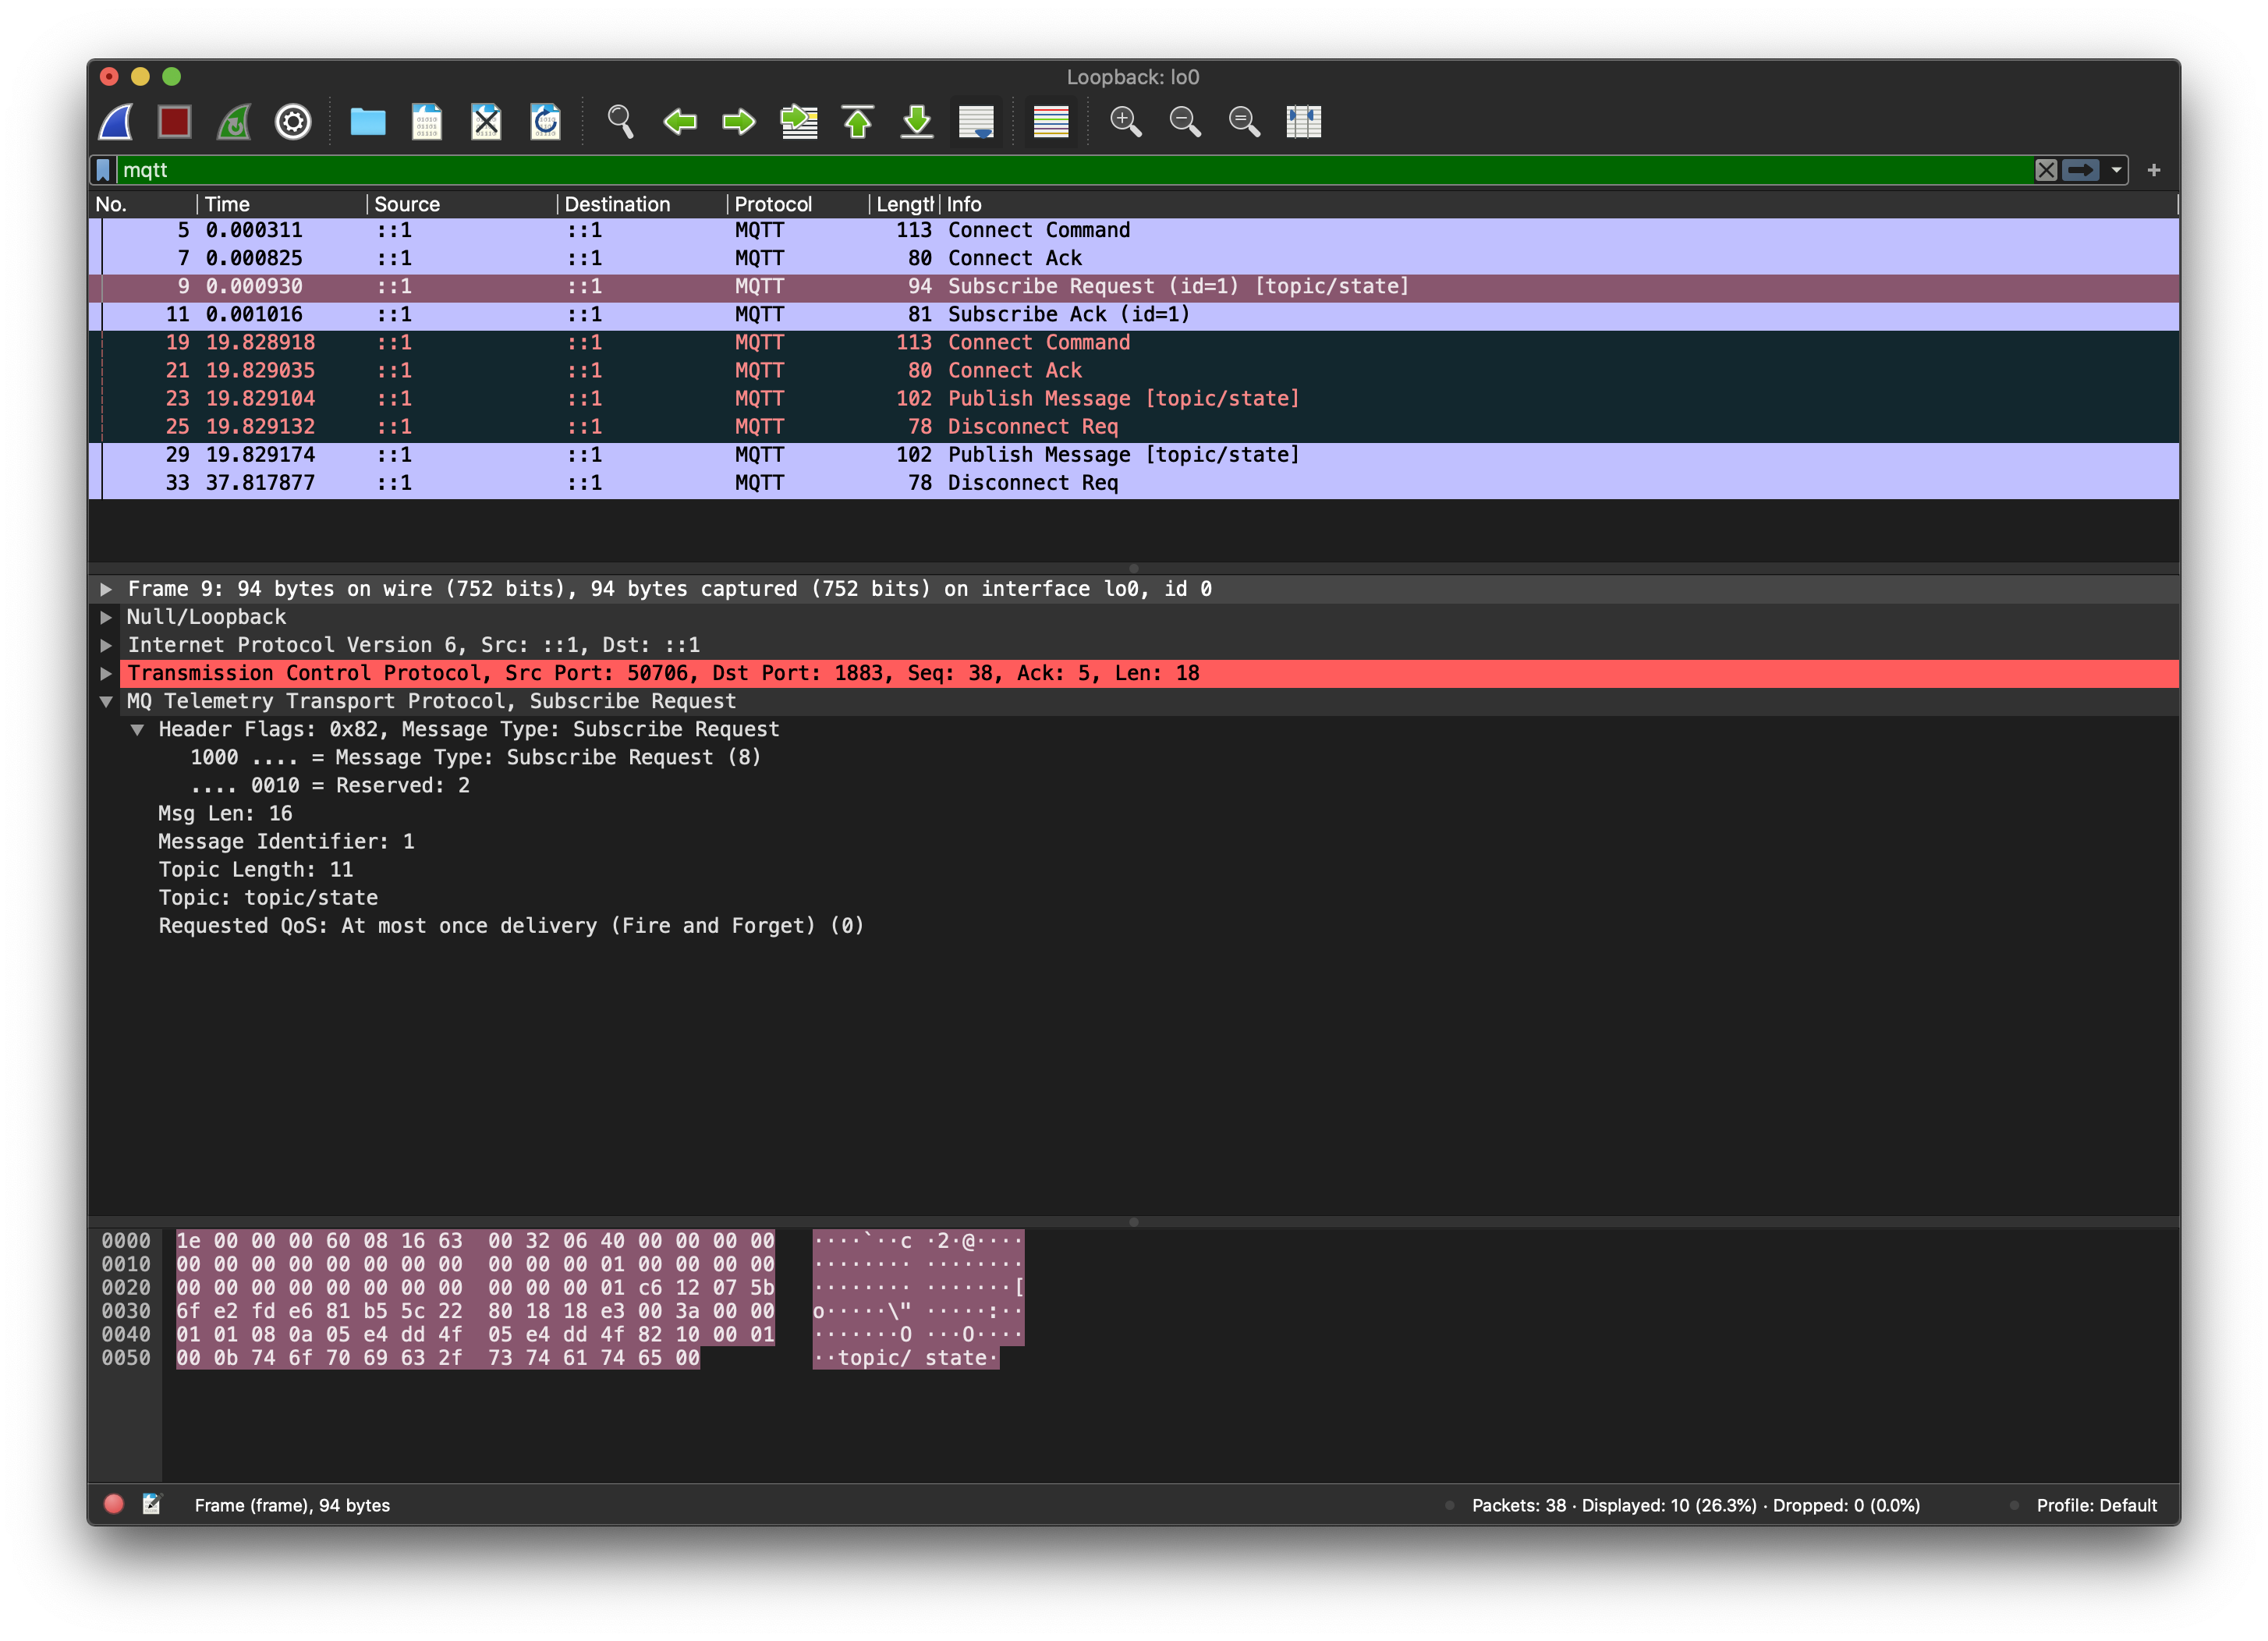 Loopback: lo0
mqtt
No. Time Source Destination Protocol Lengtl Info
5 0.000311 ::1 ::1 MQTT 113 Connect Command
7 0.000825 ::1 ::1 MQTT 80 Connect Ack
9 0.000930 ::1 ::1 MQTT 94 Subscribe Request (id=1) [topic/state]
11 0.001016 ::1 ::1 MQTT 81 Subscribe Ack (id=1)
19 19.828918 ::1 ::1 MQTT 113 Connect Command
21 19.829035 ::1 ::1 MQTT 80 Connect Ack
23 19.829104 ::1 ::1 MQTT 102 Publish Message [topic/state]
25 19.829132 ::1 ::1 MQTT 78 Disconnect Req
29 19.829174 ::1 ::1 MQTT 102 Publish Message [topic/state]
33 37.817877 ::1 ::1 MQTT 78 Disconnect Req
Frame 9: 94 bytes on wire (752 bits), 94 bytes captured (752 bits) on interface lo0, id 0
Null/Loopback
Internet Protocol Version 6, Src: ::1, Dst: ::1
Transmission Control Protocol, Src Port: 50706, Dst Port: 1883, Seq: 38, Ack: 5, Len: 18
MQ Telemetry Transport Protocol, Subscribe Request
Header Flags: 0x82, Message Type: Subscribe Request
1000 .... = Message Type: Subscribe Request (8)
.... 0010 = Reserved: 2
Msg Len: 16
Message Identifier: 1
Topic Length: 11
Topic: topic/state
Requested QoS: At most once delivery (Fire and Forget) (0)
0000 1e 00 00 00 60 08 16 63 00 32 06 40 00 00 00 00 ····`··c ·2·@····
0010 00 00 00 00 00 00 00 00 00 00 00 01 00 00 00 00 ········ ········
0020 00 00 00 00 00 00 00 00 00 00 00 01 c6 12 07 5b ········ ·······[
0030 6f e2 fd e6 81 b5 5c 22 80 18 18 e3 00 3a 00 00 o·····\" ·····:··
0040 01 01 08 0a 05 e4 dd 4f 05 e4 dd 4f 82 10 00 01 ·······O ···O····
0050 00 0b 74 6f 70 69 63 2f 73 74 61 74 65 00 ··topic/ state·
Frame (frame), 94 bytes Packets: 38 · Displayed: 10 (26.3%) · Dropped: 0 (0.0%) Profile: Default